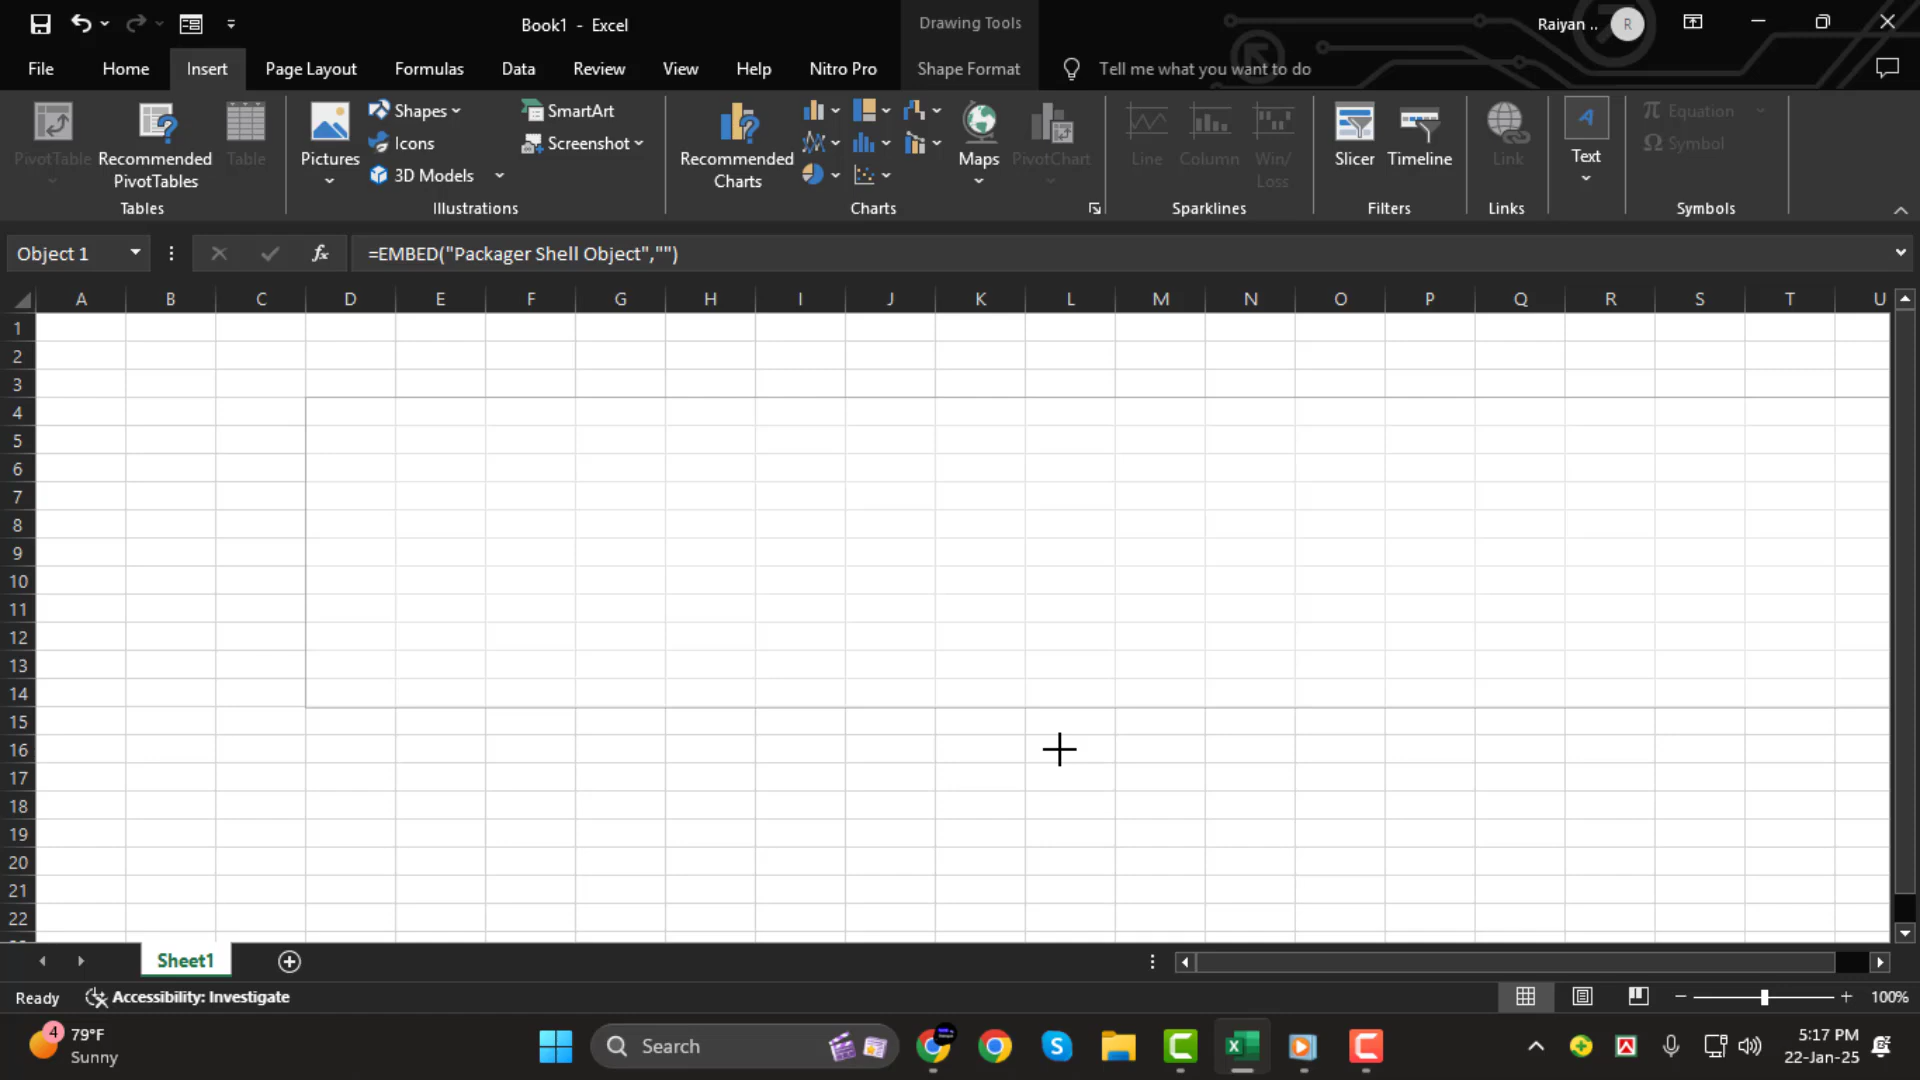 Book1 - Excel
Drawing Tools
Raiyan ..
R
File
Home
Insert
Page Layout
Formulas
Data
Review
View
Help
Nitro Pro
Shape Format
Tell me what you want to do
PivotTable
Recommended
PivotTables
Table
Tables
Pictures
Shapes
Icons
3D Models
SmartArt
Screenshot
Illustrations
Recommended
Charts
Maps
PivotChart
Charts
Line
Column
Win/
Loss
Sparklines
Slicer
Timeline
Filters
Link
Links
Text
Equation
Symbol
Symbols
Object 1
fx
=EMBED("Packager Shell Object","")
A B C D E F G H I J K L M N O P Q R S T U
1
2
3
4
5
6
7
8
9
10
11
12
13
14
15
16
17
18
19
20
21
22
Sheet1
Ready
Accessibility: Investigate
100%
4
79°F
Sunny
Search
5:17 PM
22-Jan-25